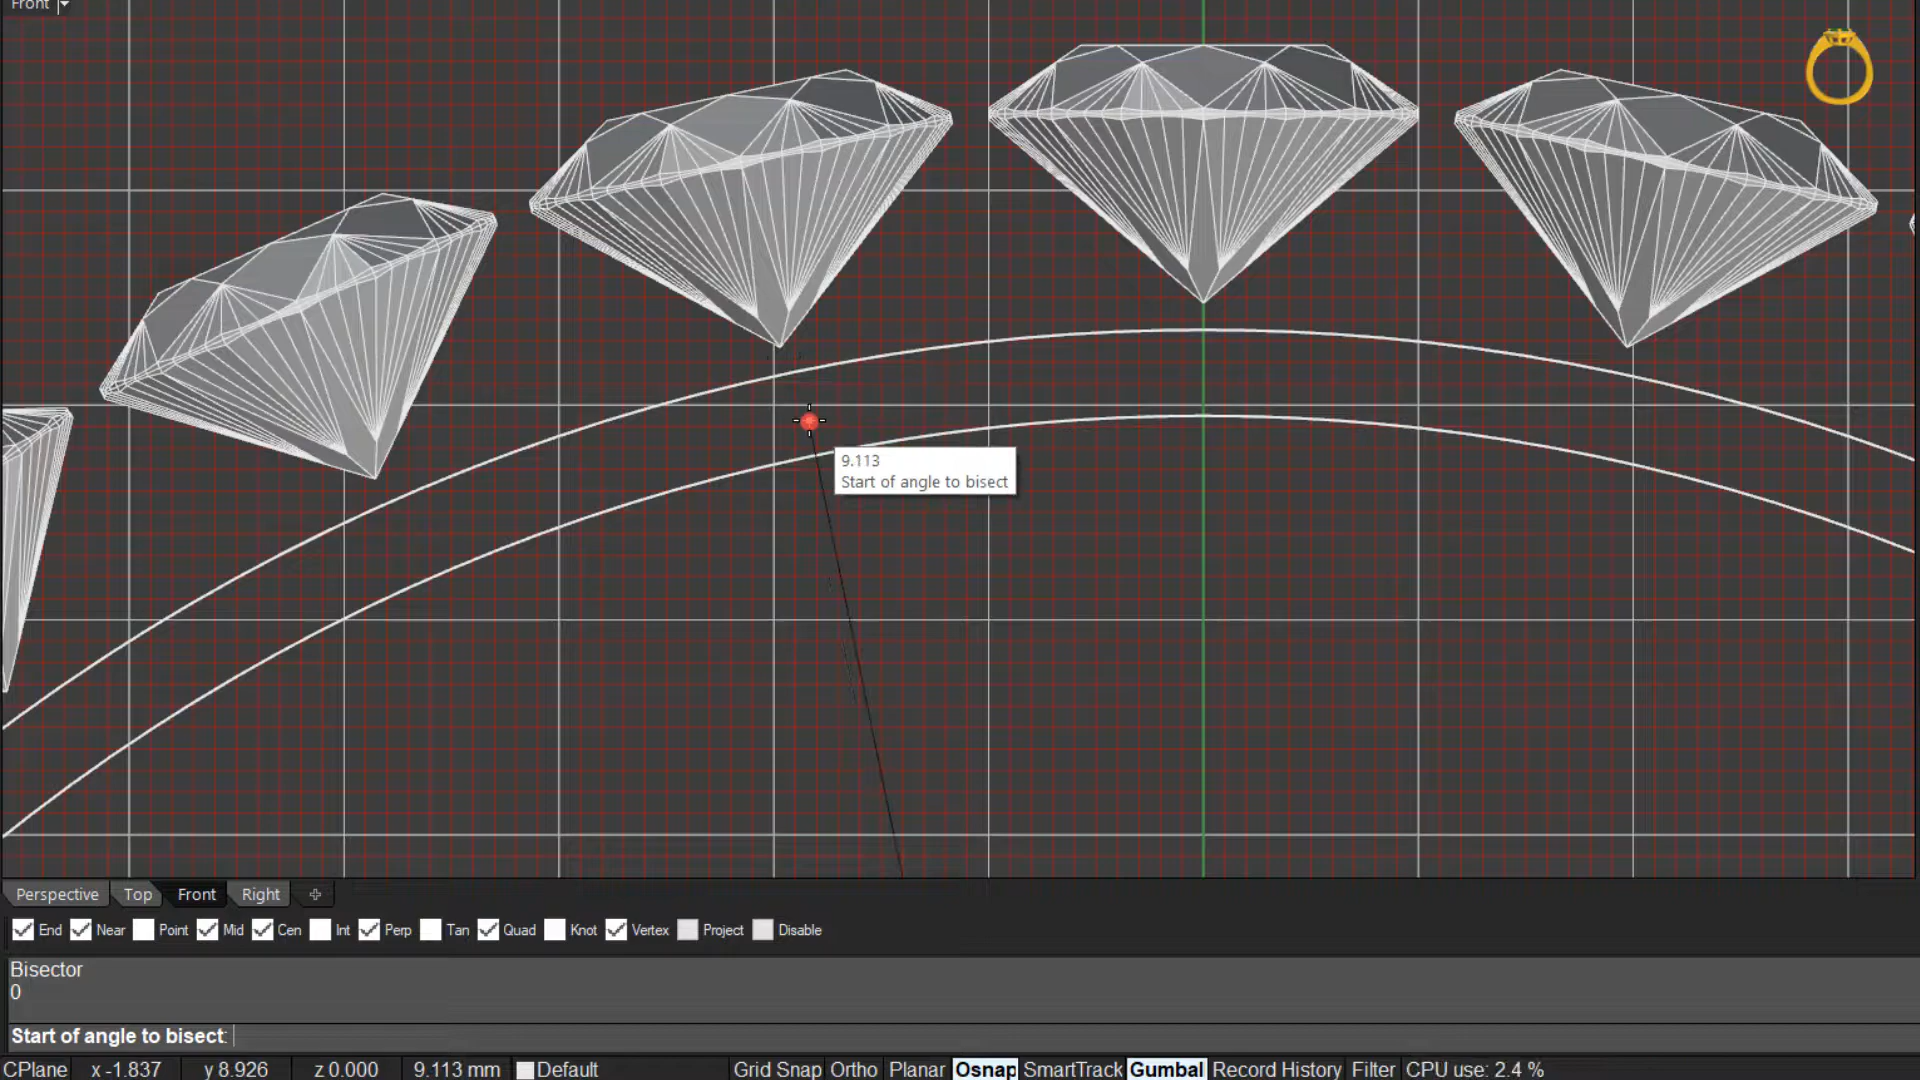 Front
9.113
Start of angle to bisect
Perspective Top Front Right
End Near Point Mid Cen Int Perp Tan Quad Knot Vertex Project Disable
Bisector
0
Start of angle to bisect:
CPlane x -1.837 y 8.926 z 0.000 9.113 mm Default Grid Snap Ortho Planar Osnap SmartTrack Gumbal Record History Filter CPU use: 2.4 %